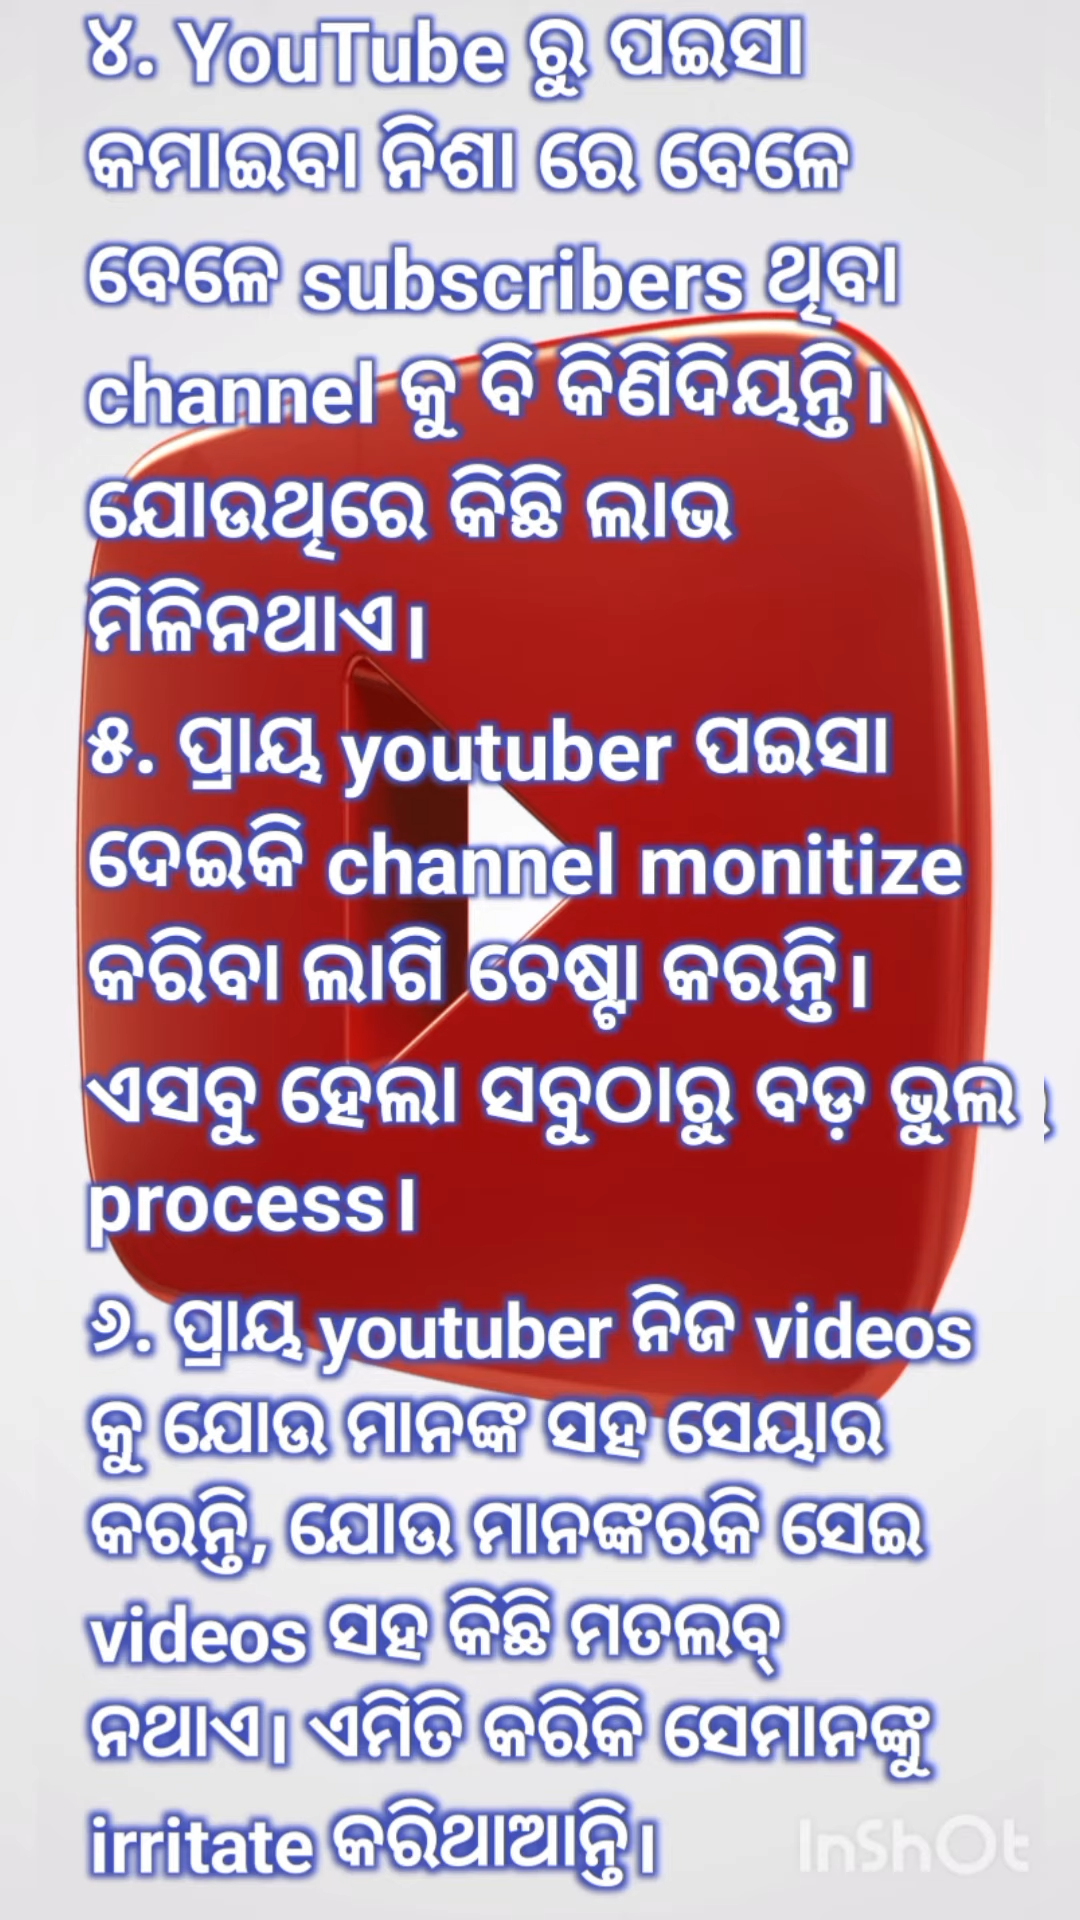 ୪. YouTube ରୁ ପଇସା
କମାଇବା ନିଶା ରେ ବେଳେ
ବେଳେ subscribers ଥିବା
channel କୁ ବି କିଣିଦିୟନ୍ତି।
ଯୋଉଥିରେ କିଛି ଲାଭ
ମିଳିନଥାଏ।
୫. ପ୍ରାୟ youtuber ପଇସା
ଦେଇକି channel monitize
କରିବା ଲାଗି ଚେଷ୍ଟା କରନ୍ତି।
ଏସବୁ ହେଲା ସବୁଠାରୁ ବଡ଼ ଭୁଲ୍
process।
୬. ପ୍ରାୟ youtuber ନିଜ videos
କୁ ଯୋଉ ମାନଙ୍କ ସହ ସେୟାର
କରନ୍ତି, ଯୋଉ ମାନଙ୍କରକି ସେଇ
videos ସହ କିଛି ମତଲବ୍
ନଥାଏ। ଏମିତି କରିକି ସେମାନଙ୍କୁ
irritate କରିଥାଆନ୍ତି।
InShOt